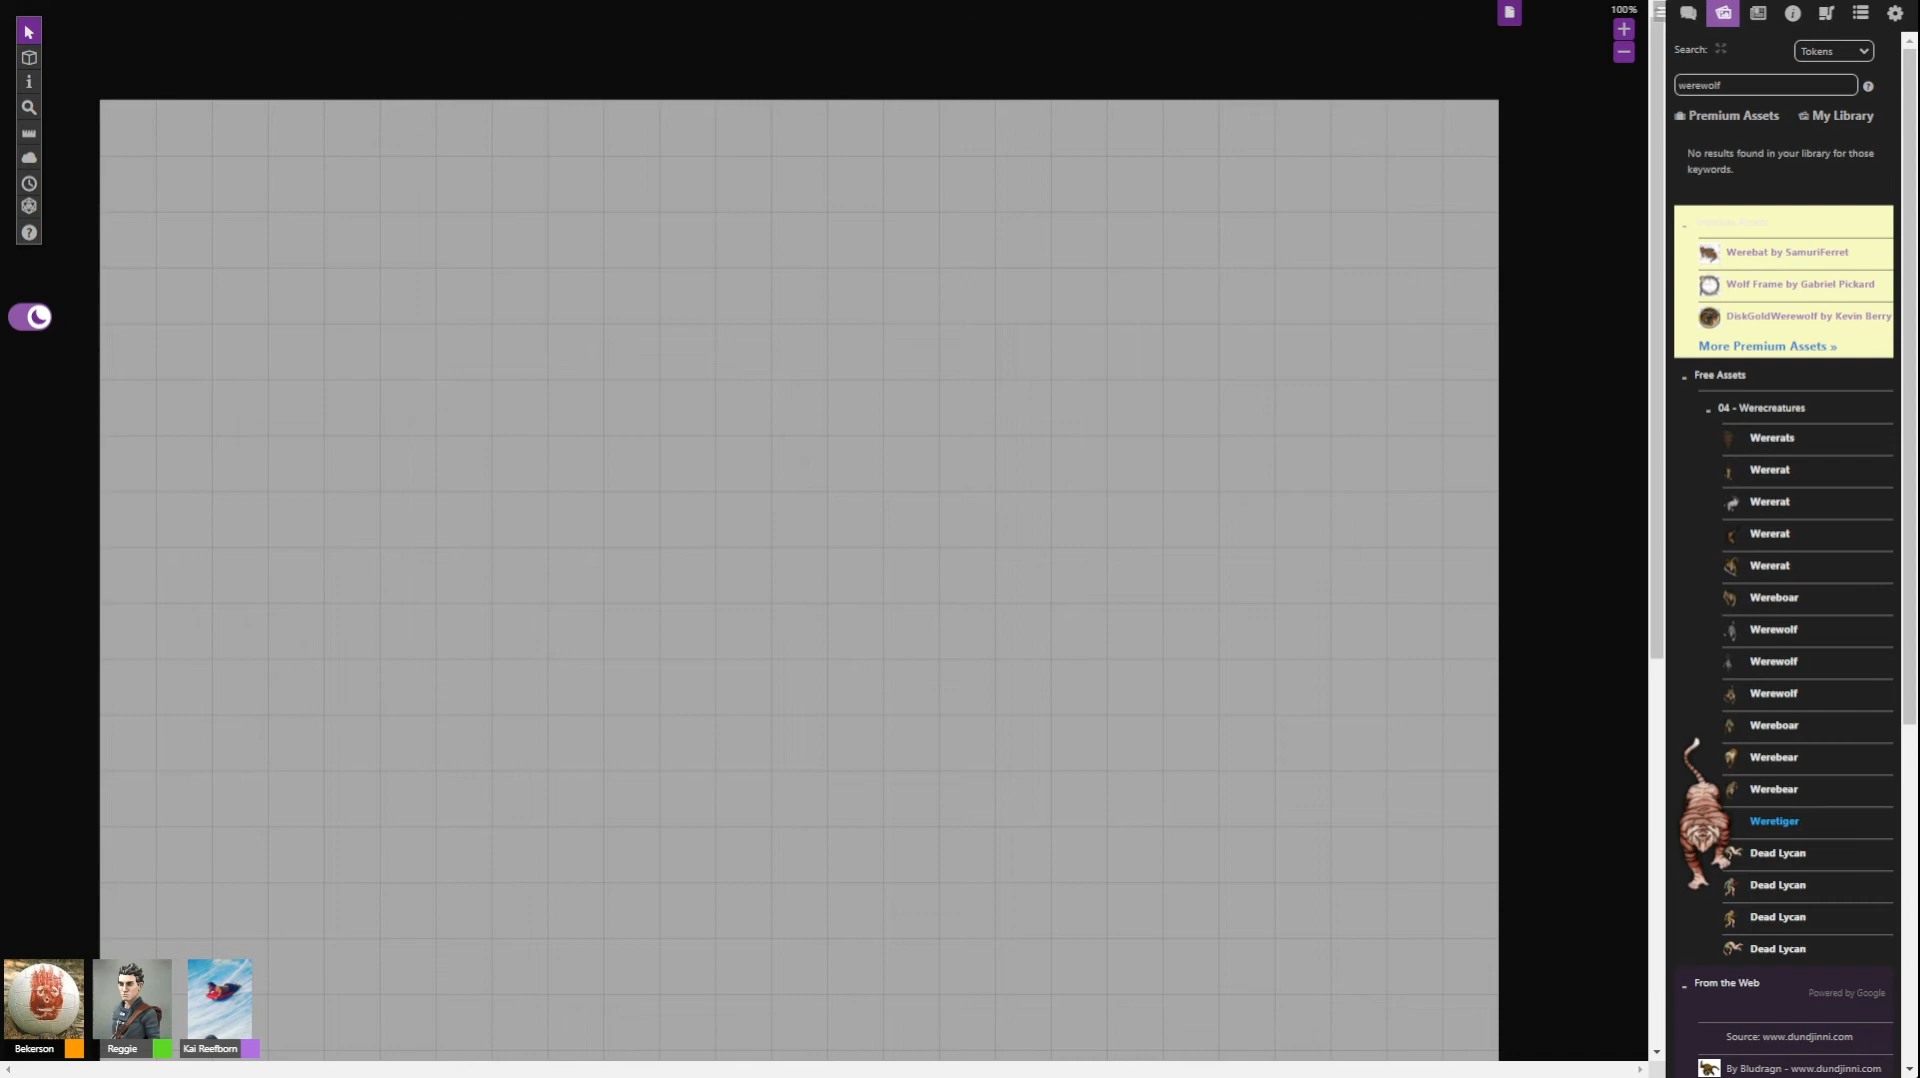 100%
Search:
Tokens
werewolf
Premium Assets
My Library
No results found in your library for those
keywords.
Werebat by SamuriFerret
Wolf Frame by Gabriel Pickard
DiskGoldWerewolf by Kevin Berry
More Premium Assets »
Free Assets
04 - Werecreatures
Wererats
Wererat
Wererat
Wererat
Wererat
Wereboar
Werewolf
Werewolf
Werewolf
Wereboar
Werebear
Werebear
Weretiger
Dead Lycan
Dead Lycan
Dead Lycan
Dead Lycan
From the Web
Powered by Google
Source: www.dundjinni.com
By Bludragn - www.dundjinni.com
Bekerson
Reggie
Kai Reefborn